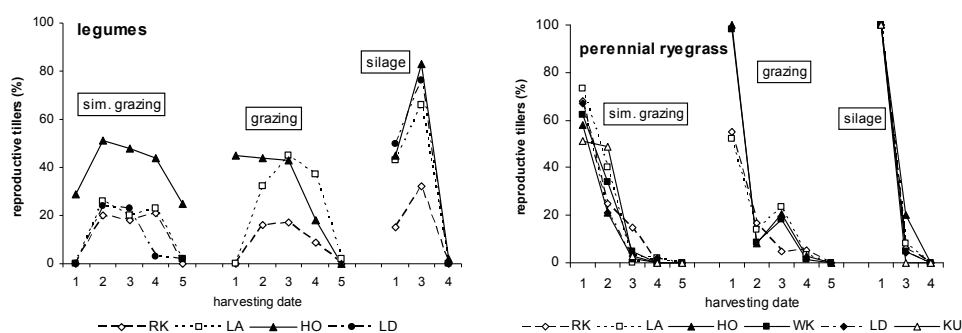 legumes
100
80
60
40
20
0
reproductive tillers (%)
sim. grazing
grazing
silage
1 2 3 4 5 1 2 3 4 5 1 3 4
harvesting date
RK LA HO LD
perennial ryegrass
100
80
60
40
20
0
reproductive tillers (%)
sim. grazing
grazing
silage
1 2 3 4 5 1 2 3 4 5 1 3 4
harvesting date
RK LA HO WK LD KU